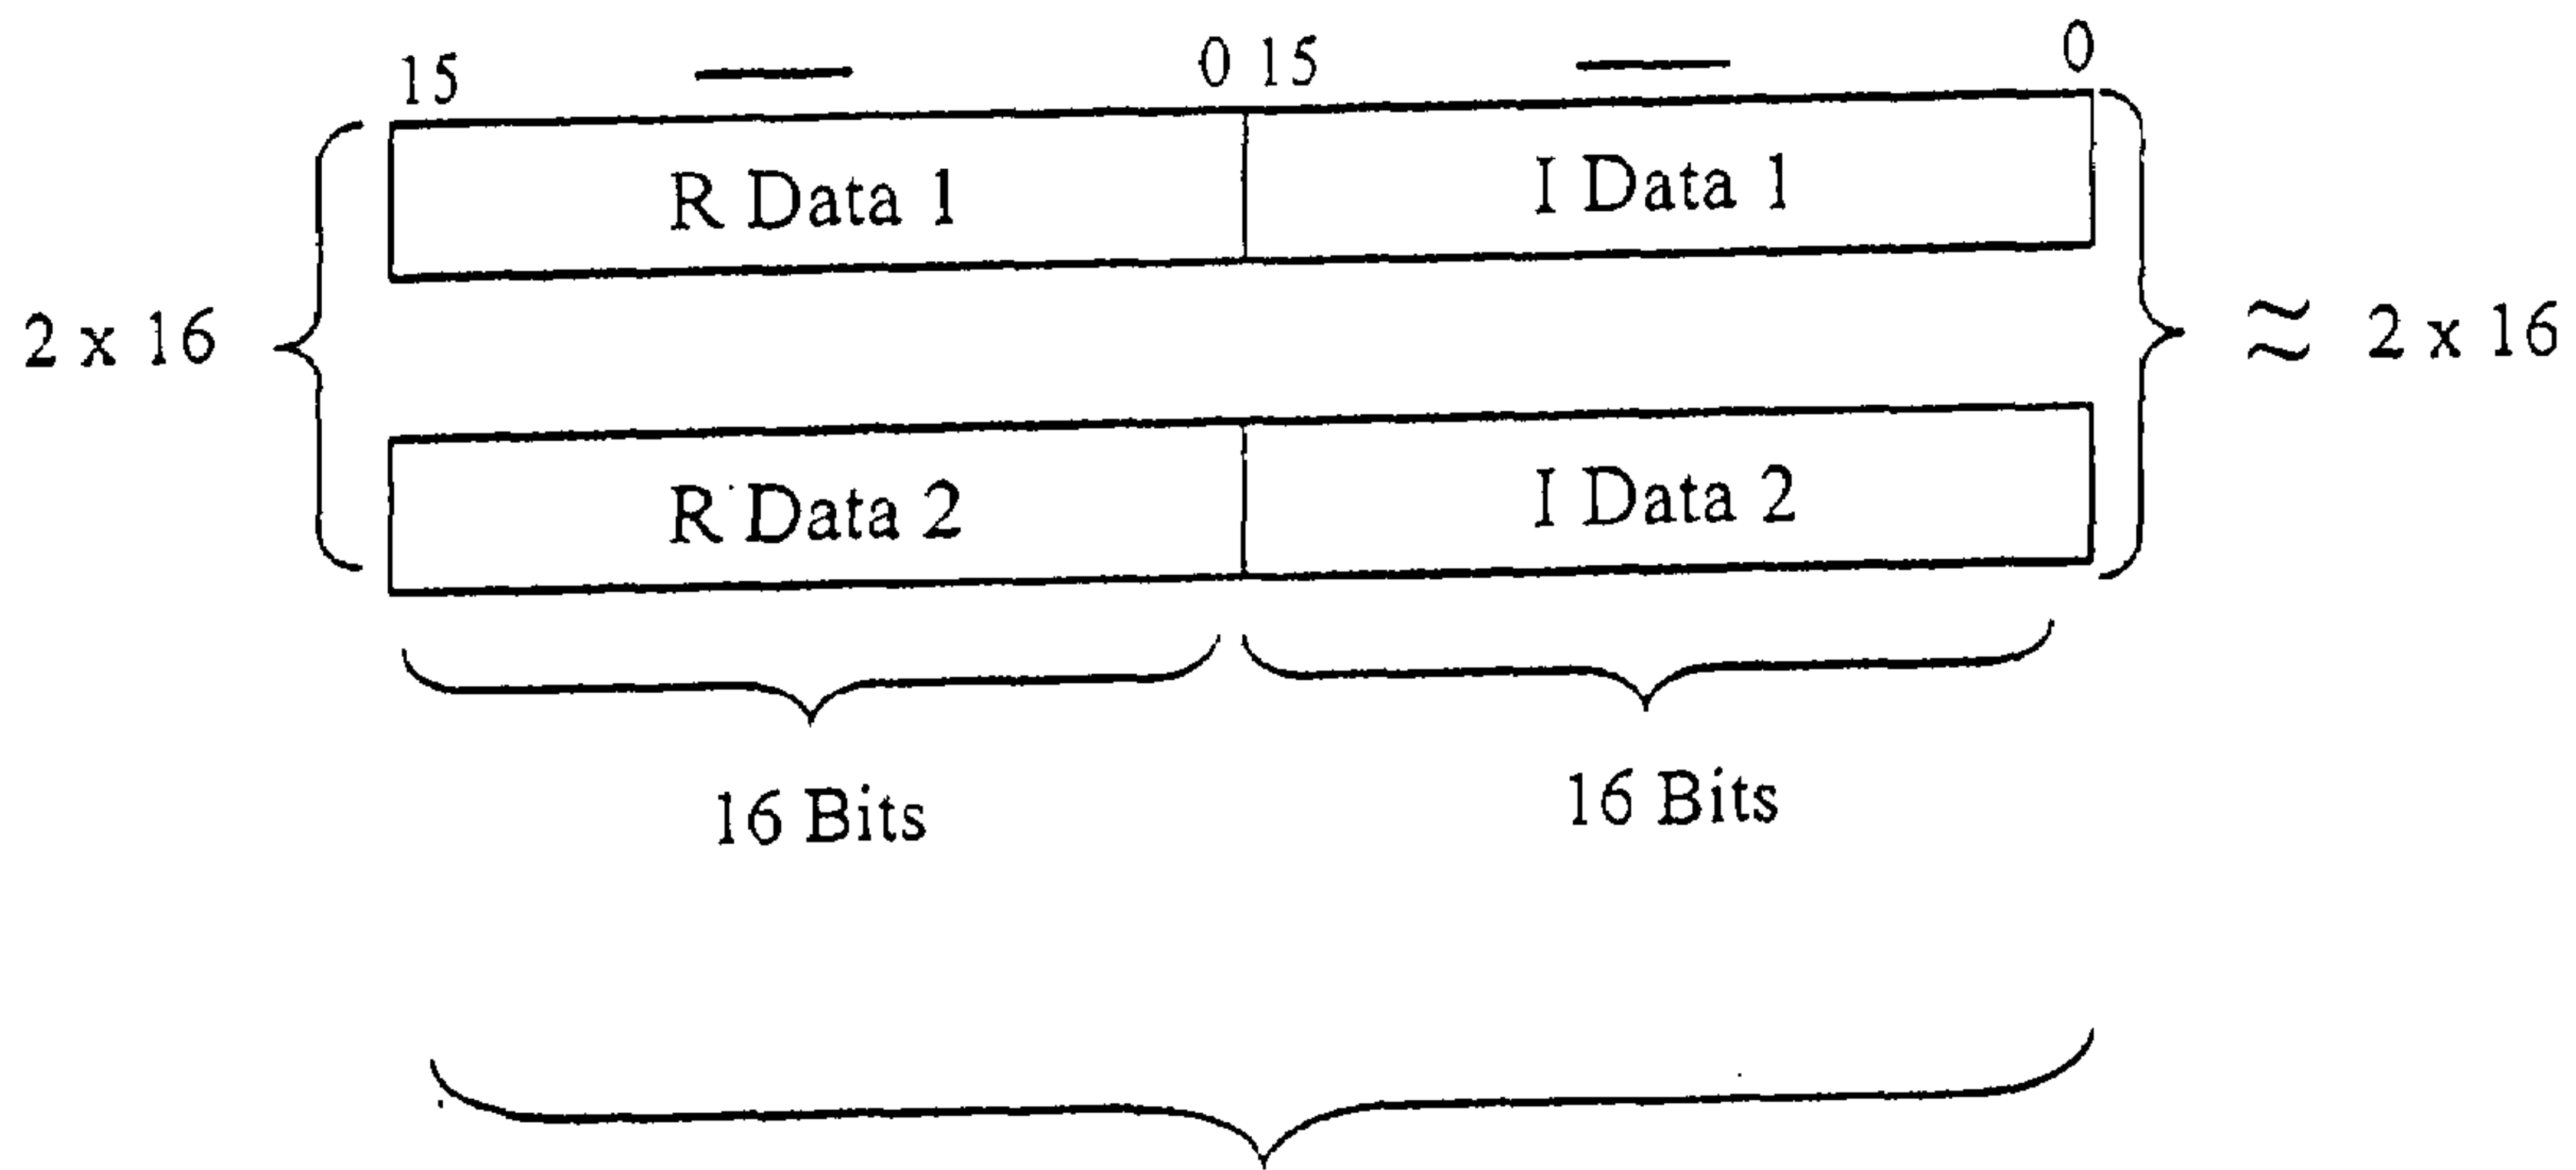 15 — 0 15 — 0
R Data 1 I Data 1
2 x 16 ≈ 2 x 16
R Data 2 I Data 2
16 Bits 16 Bits